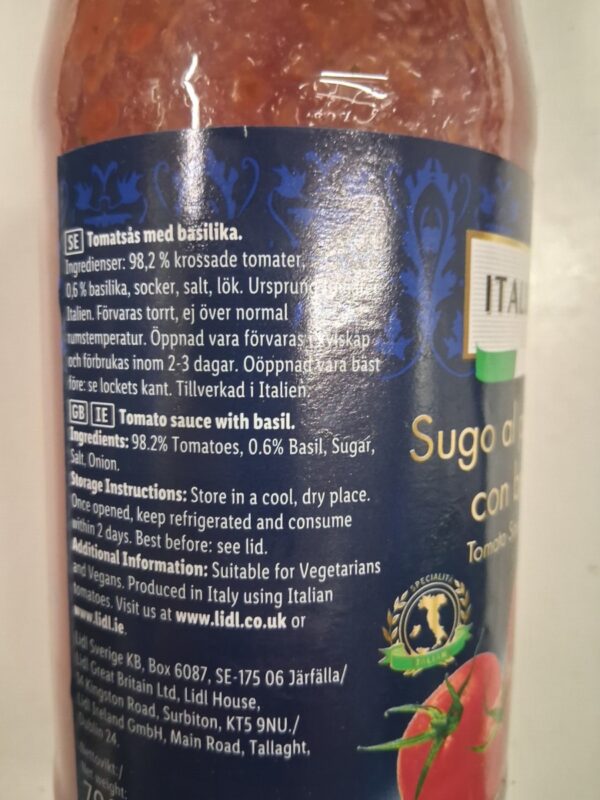 SE Tomatsås med basilika.
Ingredienser: 98,2 % krossade tomater,
0,6 % basilika, socker, salt, lök. Ursprung
Italien. Förvaras torrt, ej över normal
rumstemperatur. Öppnad vara förvaras i kylskåp
och förbrukas inom 2-3 dagar. Oöppnad vara bäst
före: se lockets kant. Tillverkad i Italien.
GB IE Tomato sauce with basil.
Ingredients: 98.2% Tomatoes, 0.6% Basil, Sugar,
Salt, Onion.
Storage Instructions: Store in a cool, dry place.
Once opened, keep refrigerated and consume
within 2 days. Best before: see lid.
Additional Information: Suitable for Vegetarians
and Vegans. Produced in Italy using Italian
tomatoes. Visit us at www.lidl.co.uk or
www.lidl.ie.
Lidl Sverige KB, Box 6087, SE-175 06 Järfälla/
Lidl Great Britain Ltd, Lidl House,
14 Kingston Road, Surbiton, KT5 9NU./
Lidl Ireland GmbH, Main Road, Tallaght,
Dublin 24.
Nettovikt:/
Net weight:
ITAL
Sugo al
con b
Tomato S
SPECIALITÀ